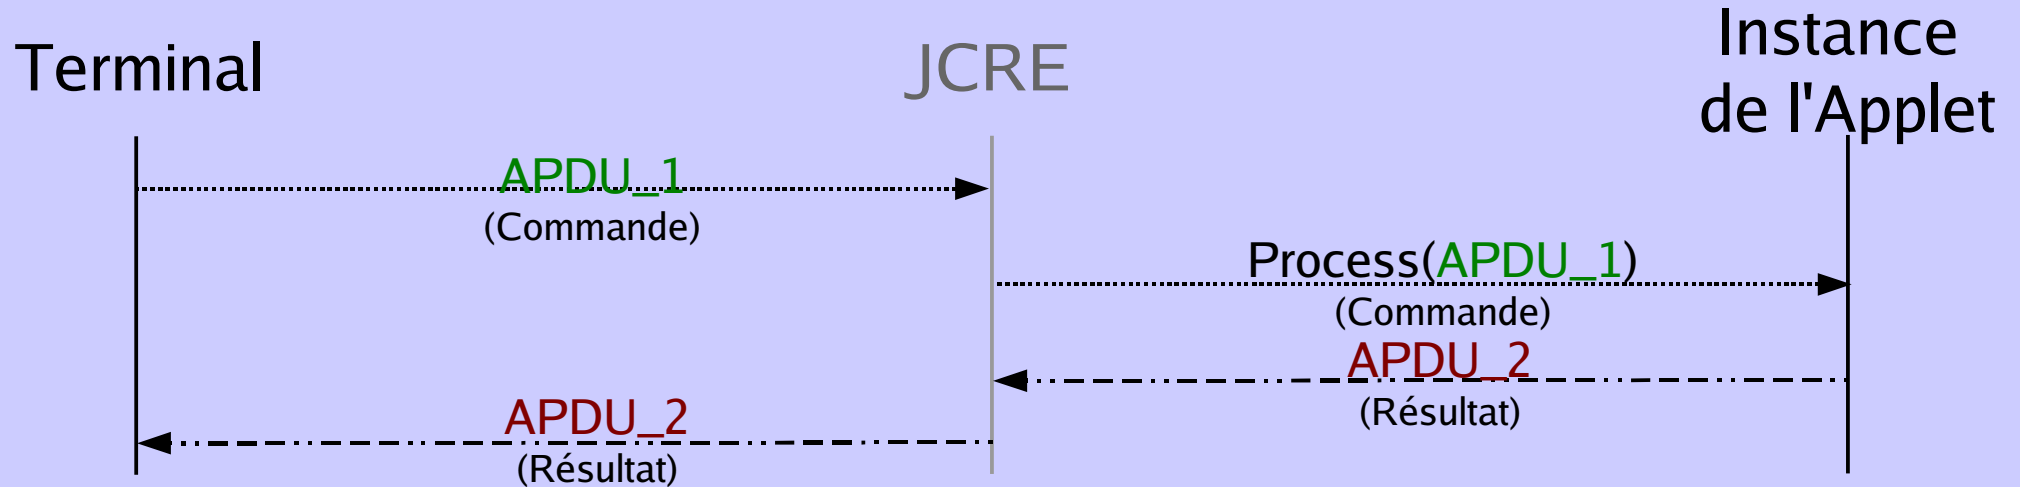 Terminal
JCRE
Instance
de l'Applet
APDU_1
(Commande)
Process(APDU_1)
(Commande)
APDU_2
(Résultat)
APDU_2
(Résultat)